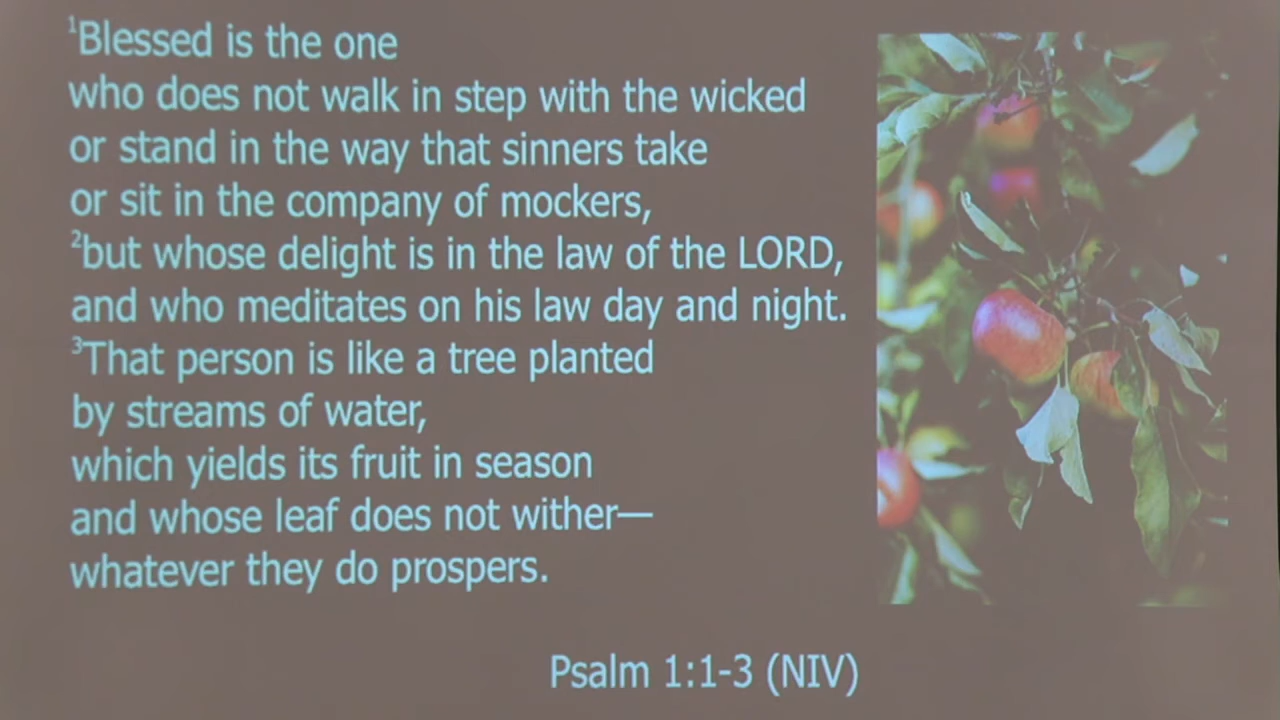 ¹Blessed is the one
who does not walk in step with the wicked
or stand in the way that sinners take
or sit in the company of mockers,
²but whose delight is in the law of the LORD,
and who meditates on his law day and night.
³That person is like a tree planted
by streams of water,
which yields its fruit in season
and whose leaf does not wither—
whatever they do prospers.
Psalm 1:1-3 (NIV)